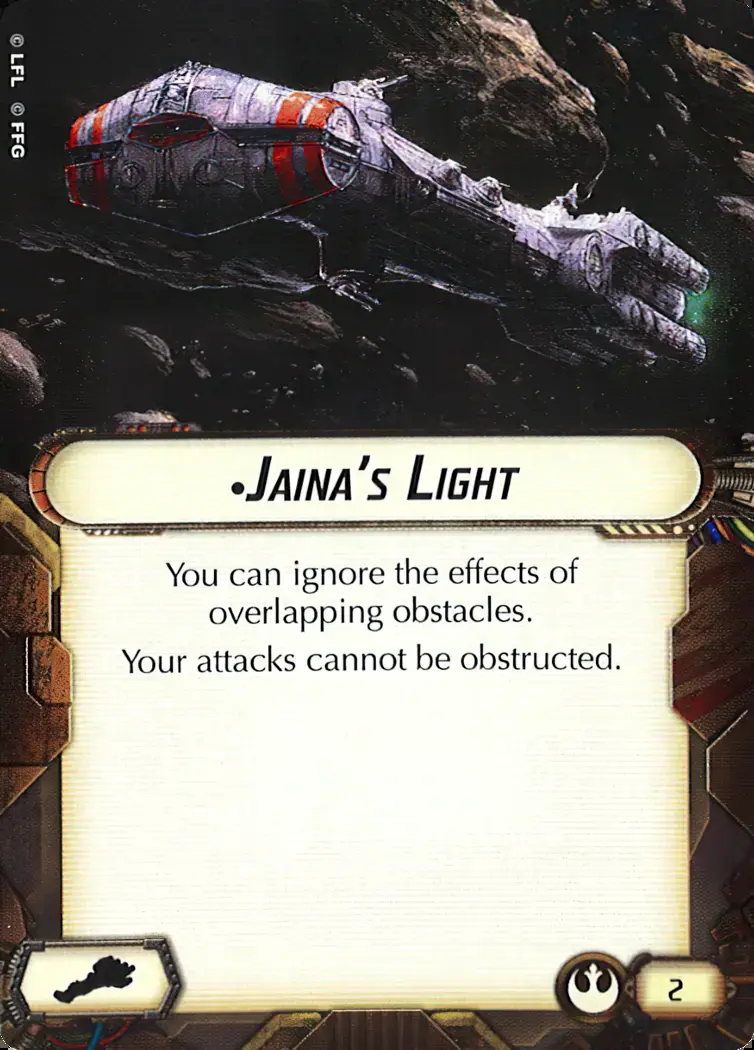 © LFL © FFG
•Jaina's Light
You can ignore the effects of
overlapping obstacles.
Your attacks cannot be obstructed.
2